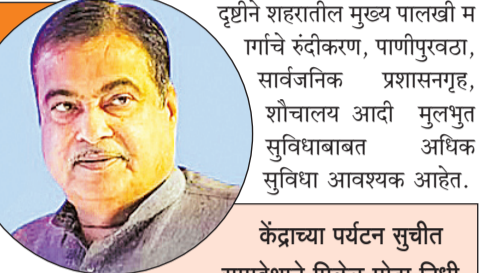 दृष्टीने शहरातील मुख्य पालखी म
ार्गाचे रुंदीकरण, पाणीपुरवठा,
सार्वजनिक प्रशासनगृह,
शौचालय आदी मुलभुत
सुविधाबाबत अधिक
सुविधा आवश्यक आहेत.
केंद्राच्या पर्यटन सुचीत